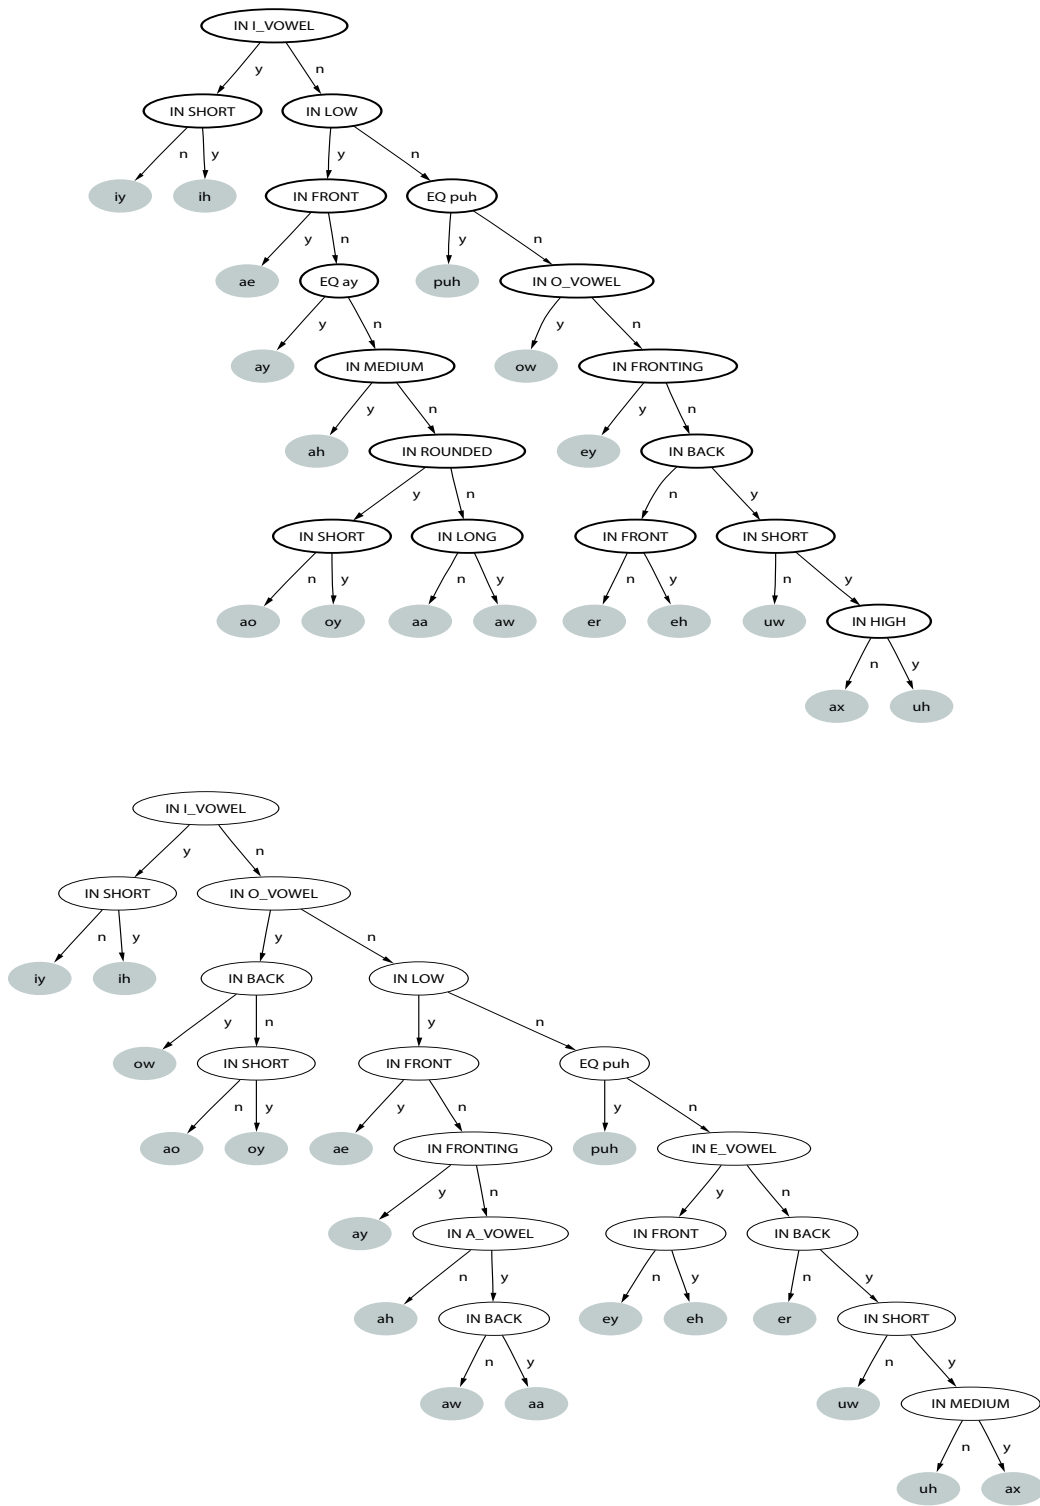 IN I_VOWEL
y n
IN SHORT IN LOW
n y y n
iy ih IN FRONT EQ puh
y n y n
ae EQ ay puh IN O_VOWEL
y n y n
ay IN MEDIUM ow IN FRONTING
y n y n
ah IN ROUNDED ey IN BACK
y n n y
IN SHORT IN LONG IN FRONT IN SHORT
n y n y n y n y
ao oy aa aw er eh uw IN HIGH
n y
ax uh
IN I_VOWEL
y n
IN SHORT IN O_VOWEL
n y y n
iy ih IN BACK IN LOW
y n y n
ow IN SHORT IN FRONT EQ puh
n y y n y n
ao oy ae IN FRONTING puh IN E_VOWEL
y n y n
ay IN A_VOWEL IN FRONT IN BACK
n y n y n y
ah IN BACK ey eh er IN SHORT
n y n y
aw aa uw IN MEDIUM
n y
uh ax